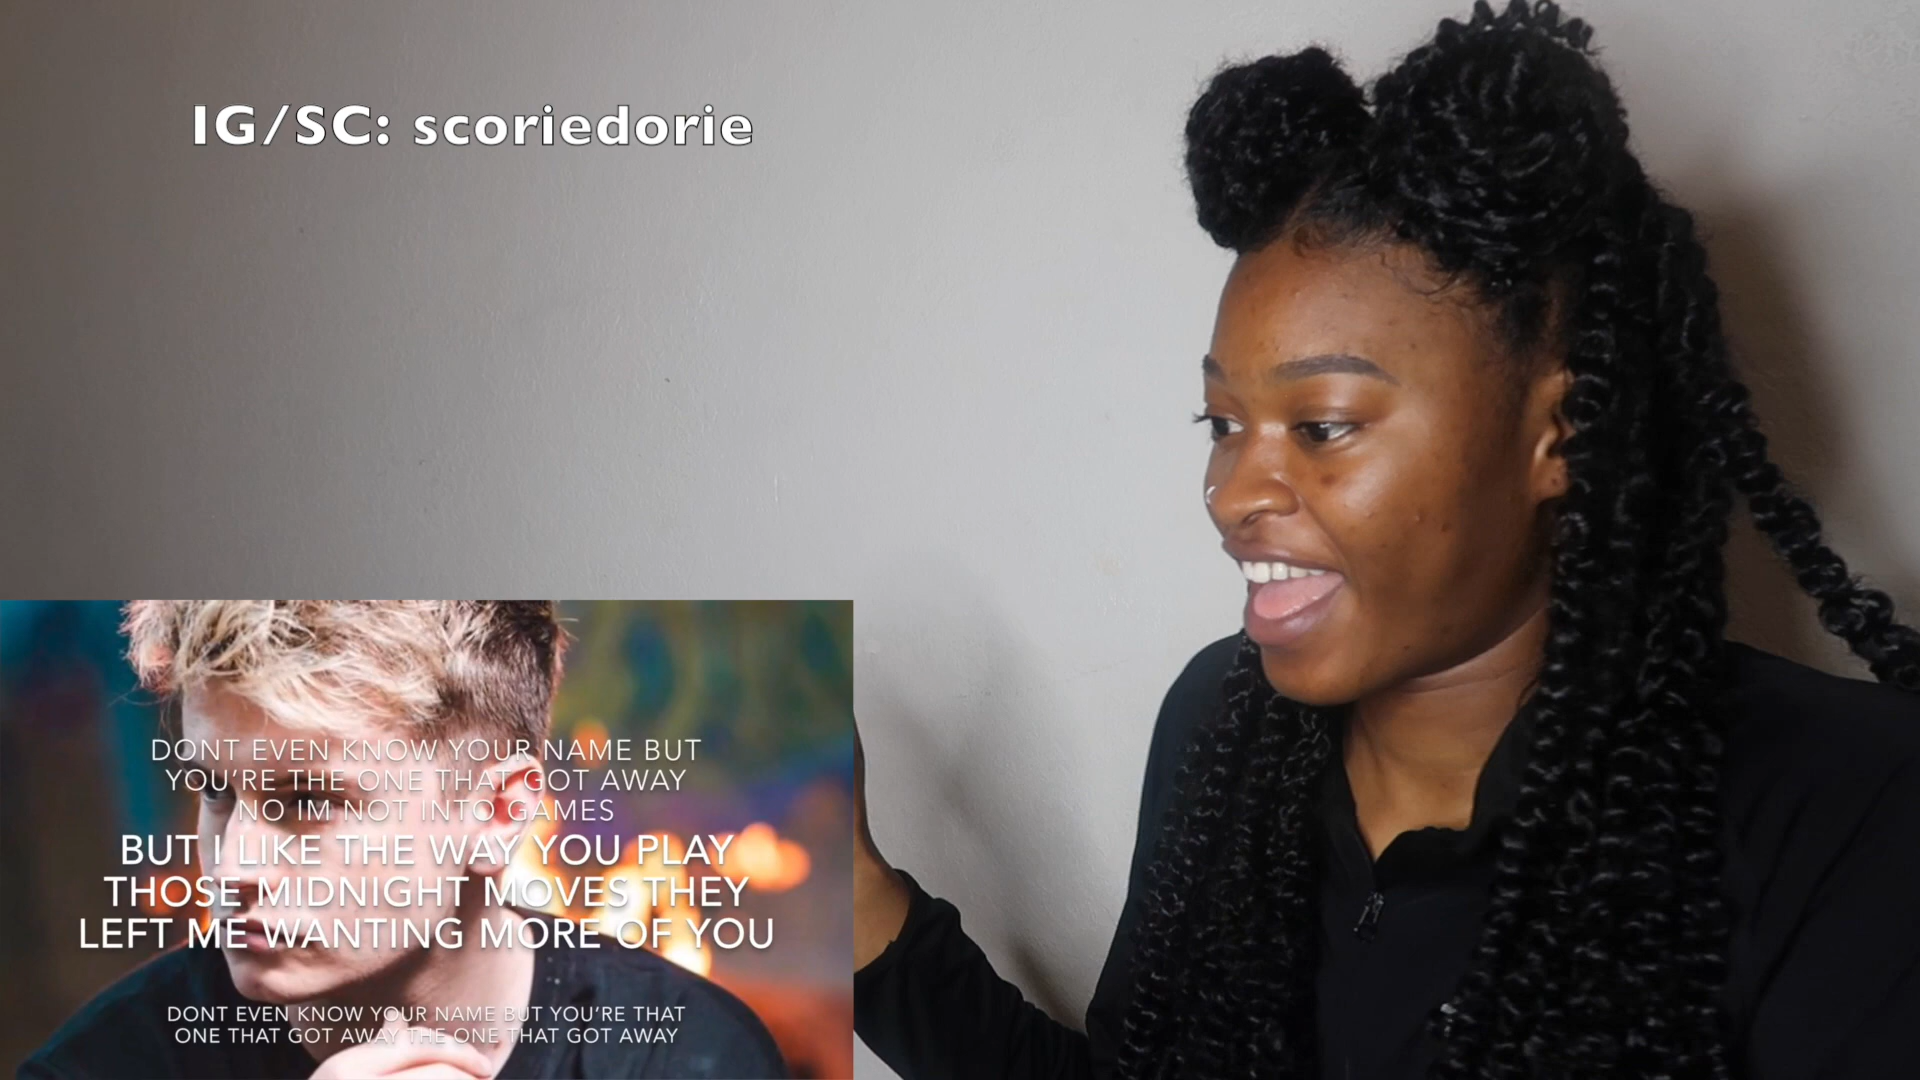 IG/SC: scoriedorie
DONT EVEN KNOW YOUR NAME BUT
YOU'RE THE ONE THAT GOT AWAY
NO IM NOT INTO GAMES
BUT I LIKE THE WAY YOU PLAY
THOSE MIDNIGHT MOVES THEY
LEFT ME WANTING MORE OF YOU
DONT EVEN KNOW YOUR NAME BUT YOU'RE THAT
ONE THAT GOT AWAY THE ONE THAT GOT AWAY